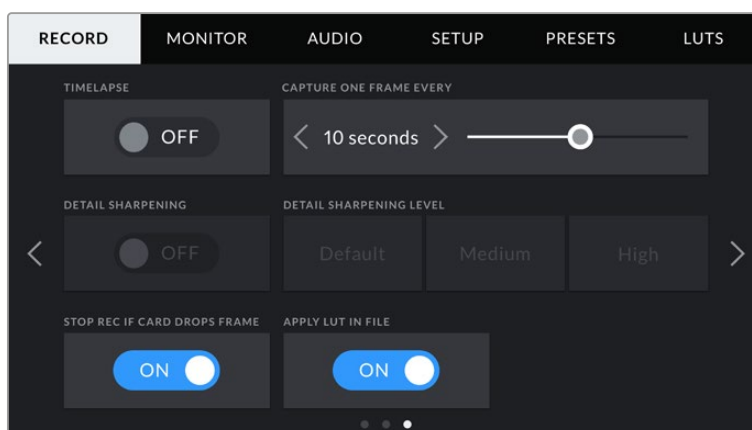 RECORD MONITOR AUDIO SETUP PRESETS LUTS
TIMELAPSE CAPTURE ONE FRAME EVERY
OFF 10 seconds
DETAIL SHARPENING DETAIL SHARPENING LEVEL
OFF Default Medium High
STOP REC IF CARD DROPS FRAME APPLY LUT IN FILE
ON ON